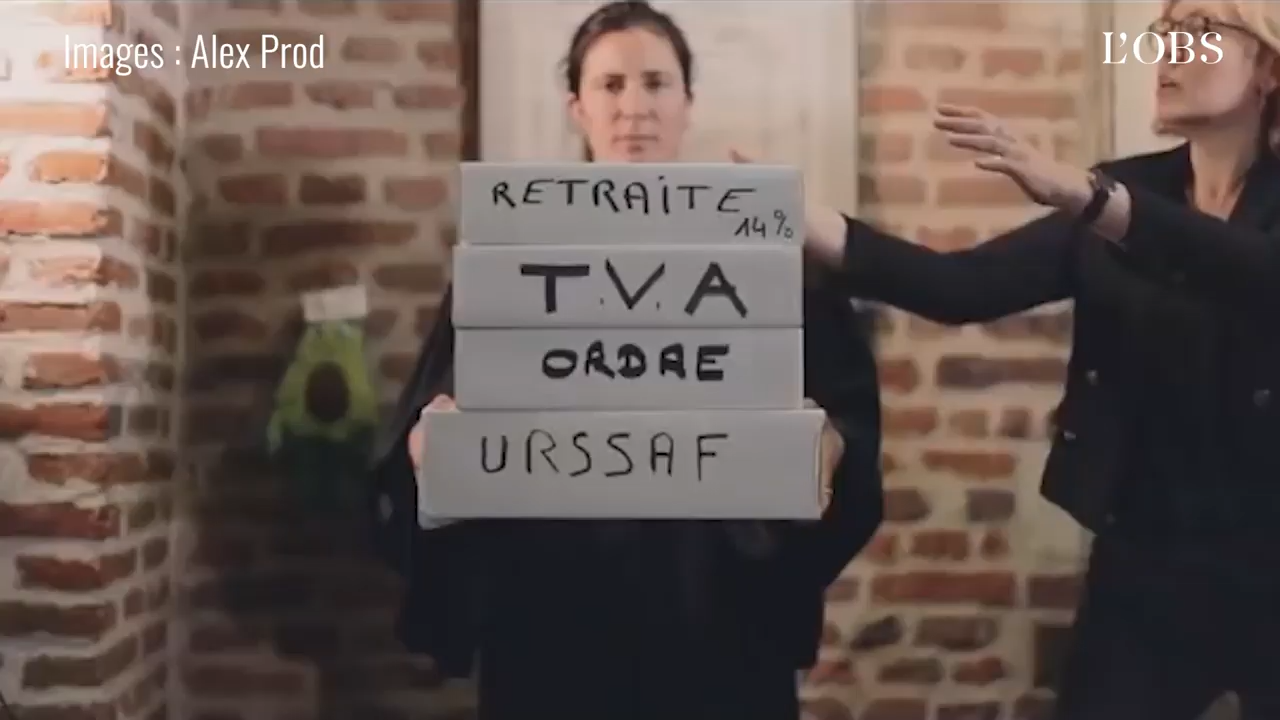 Images : Alex Prod
L'OBS
RETRAITE
14%
T.V.A
ORDRE
URSSAF